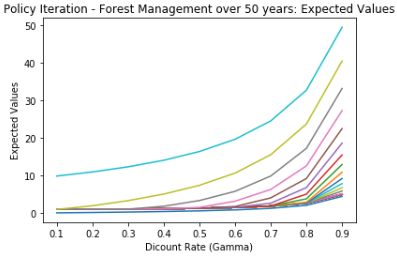 Policy Iteration - Forest Management over 50 years: Expected Values
Expected Values
50
40
30
20
10
0
0.1 0.2 0.3 0.4 0.5 0.6 0.7 0.8 0.9
Dicount Rate (Gamma)